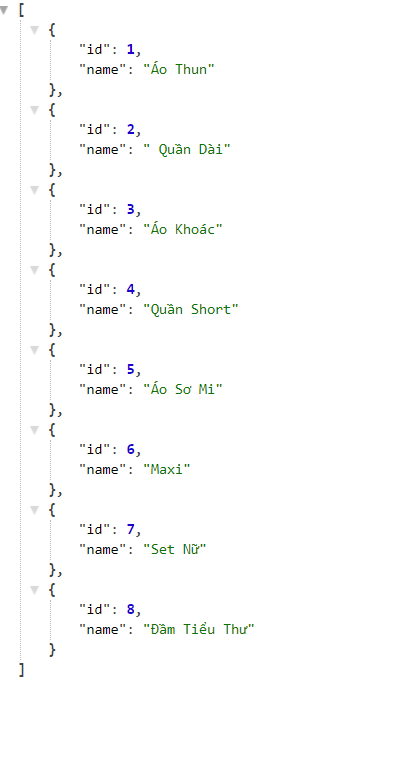 [
{
"id": 1,
"name": "Áo Thun"
},
{
"id": 2,
"name": " Quần Dài"
},
{
"id": 3,
"name": "Áo Khoác"
},
{
"id": 4,
"name": "Quần Short"
},
{
"id": 5,
"name": "Áo Sơ Mi"
},
{
"id": 6,
"name": "Maxi"
},
{
"id": 7,
"name": "Set Nữ"
},
{
"id": 8,
"name": "Đầm Tiểu Thư"
}
]